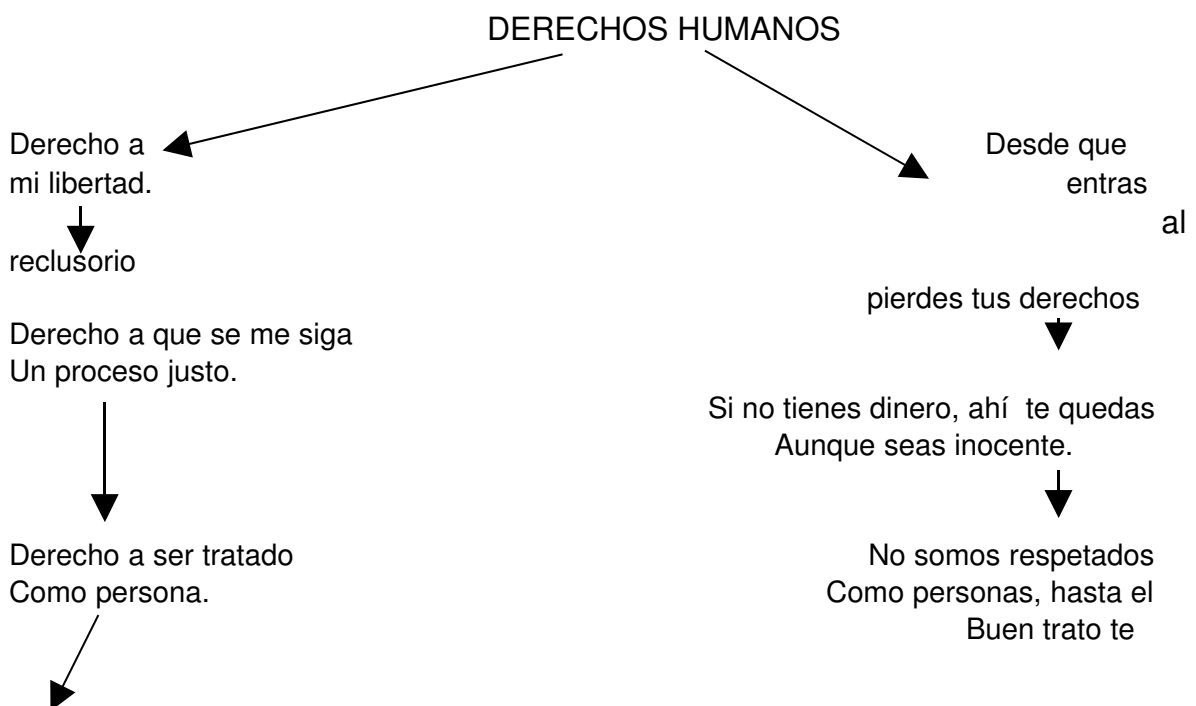 DERECHOS HUMANOS
Derecho a
mi libertad.
reclusorio
Derecho a que se me siga
Un proceso justo.
Derecho a ser tratado
Como persona.
Desde que
entras
al
pierdes tus derechos
Si no tienes dinero, ahí te quedas
Aunque seas inocente.
No somos respetados
Como personas, hasta el
Buen trato te